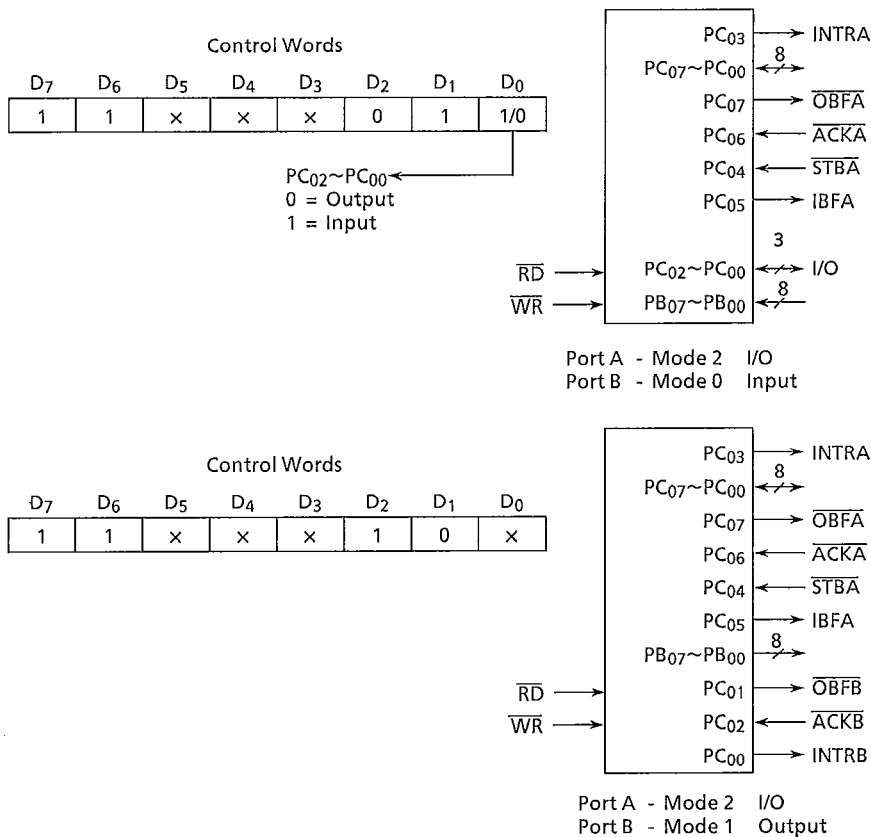 Control Words
D7 D6 D5 D4 D3 D2 D1 D0
1 1 × × × 0 1 1/0
PC02~PC00
0 = Output
1 = Input
PC03 INTRA
8
PC07~PC00
PC07 OBFA
PC06 ACKA
PC04 STBA
PC05 IBFA
3
RD PC02~PC00 I/O
8
WR PB07~PB00
Port A - Mode 2 I/O
Port B - Mode 0 Input
Control Words
D7 D6 D5 D4 D3 D2 D1 D0
1 1 × × × 1 0 ×
PC03 INTRA
8
PC07~PC00
PC07 OBFA
PC06 ACKA
PC04 STBA
PC05 IBFA
8
PB07~PB00
RD PC01 OBFB
WR PC02 ACKB
PC00 INTRB
Port A - Mode 2 I/O
Port B - Mode 1 Output